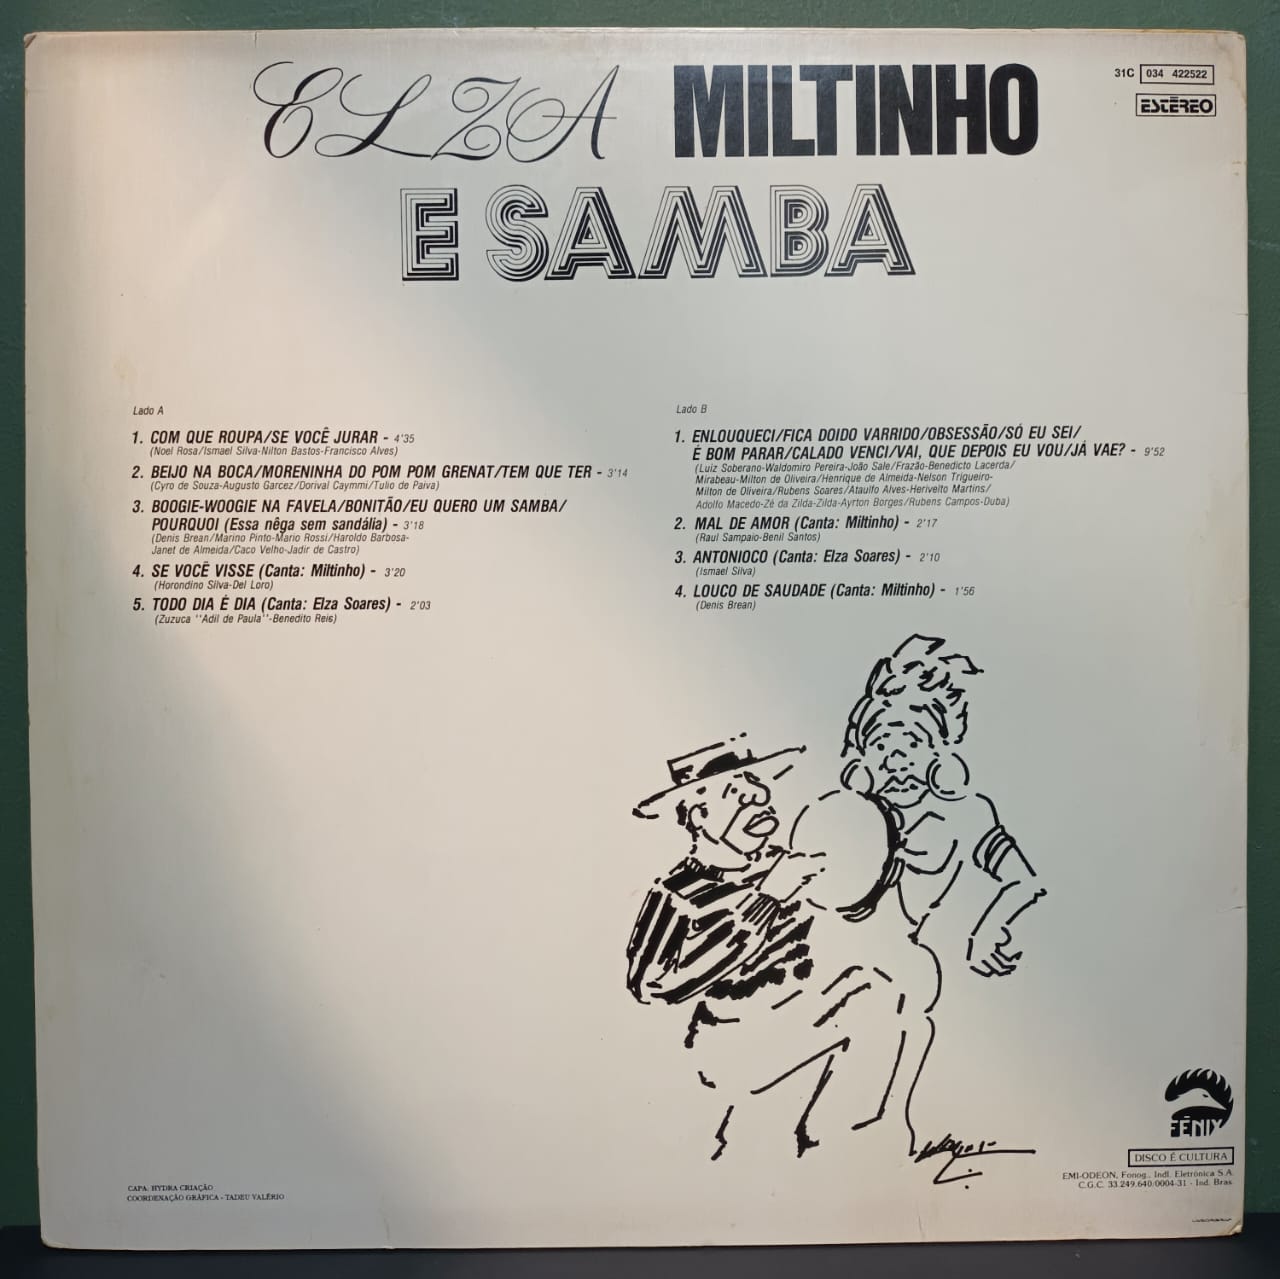 ELZA MILTINHO
E SAMBA
31C 034 422522
ESTÉREO
Lado A
1. COM QUE ROUPA/SE VOCÊ JURAR - 4'35
(Noel Rosa/Ismael Silva-Nilton Bastos-Francisco Alves)
2. BEIJO NA BOCA/MORENINHA DO POM POM GRENAT/TEM QUE TER - 3'14
(Cyro de Souza-Augusto Garcez/Dorival Caymmi/Tulio de Paiva)
3. BOOGIE-WOOGIE NA FAVELA/BONITÃO/EU QUERO UM SAMBA/
POURQUOI (Essa nêga sem sandália) - 3'18
(Denis Brean/Marino Pinto-Mario Rossi/Haroldo Barbosa-
Janet de Almeida/Caco Velho-Jadir de Castro)
4. SE VOCÊ VISSE (Canta: Miltinho) - 3'20
(Horondino Silva-Del Loro)
5. TODO DIA É DIA (Canta: Elza Soares) - 2'03
(Zuzuca "Adil de Paula"-Benedito Reis)
Lado B
1. ENLOUQUECI/FICA DOIDO VARRIDO/OBSESSÃO/SÓ EU SEI/
É BOM PARAR/CALADO VENCI/VAI, QUE DEPOIS EU VOU/JÁ VAE? - 9'52
(Luiz Soberano-Waldomiro Pereira-João Sale/Frazão-Benedicto Lacerda/
Mirabeau-Milton de Oliveira/Henrique de Almeida-Nelson Trigueiro-
Milton de Oliveira/Rubens Soares/Ataulfo Alves-Herivelto Martins/
Adolfo Macedo-Zé da Zilda-Zilda-Ayrton Borges/Rubens Campos-Duba)
2. MAL DE AMOR (Canta: Miltinho) - 2'17
(Raul Sampaio-Benil Santos)
3. ANTONIOCO (Canta: Elza Soares) - 2'10
(Ismael Silva)
4. LOUCO DE SAUDADE (Canta: Miltinho) - 1'56
(Denis Brean)
FÊNIX
DISCO É CULTURA
EMI-ODEON, Fonog., Indl. Eletrônica S.A.
C.G.C. 33.249.640/0004-31 - Ind. Bras
CAPA: HYDRA CRIAÇÃO
COORDENAÇÃO GRÁFICA - TADEU VALÉRIO